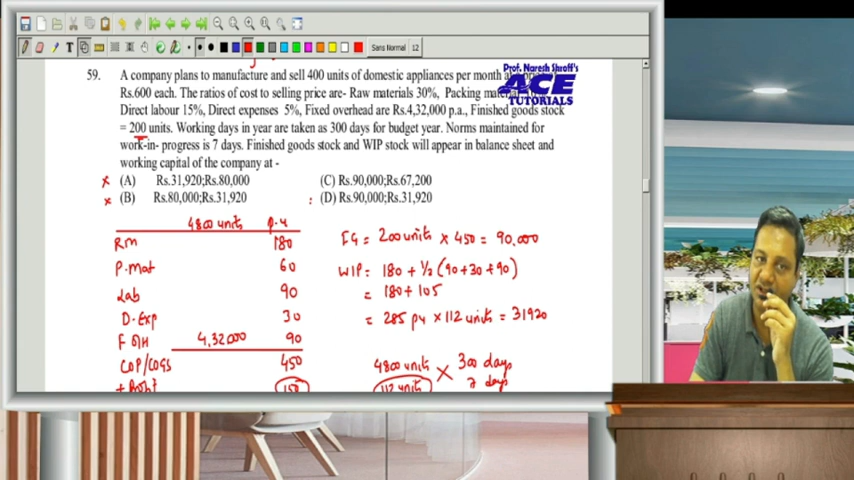 Sans Normal 12
Prof. Naresh Shroff's
ACE
TUTORIALS
59. A company plans to manufacture and sell 400 units of domestic appliances per month at
Rs.600 each. The ratios of cost to selling price are- Raw materials 30%, Packing
Direct labour 15%, Direct expenses 5%, Fixed overhead are Rs.4,32,000 p.a., Finished goods stock
= 200 units. Working days in year are taken as 300 days for budget year. Norms maintained for
work-in- progress is 7 days. Finished goods stock and WIP stock will appear in balance sheet and
working capital of the company at -
x (A) Rs.31,920;Rs.80,000 (C) Rs.90,000;Rs.67,200
x (B) Rs.80,000;Rs.31,920 (D) Rs.90,000;Rs.31,920
4800 units p.u
RM 180
P.Mat 60
Lab 90
D.Exp 30
FOH 4,32,000 90
COP/COGS 450
+ Profit 150
FG = 200 units x 450 = 90,000
WIP = 180 + 1/2 (90+30+90)
= 180 + 105
= 285 pu x 112 units = 31920
4800 units x 300 days
112 units 7 days